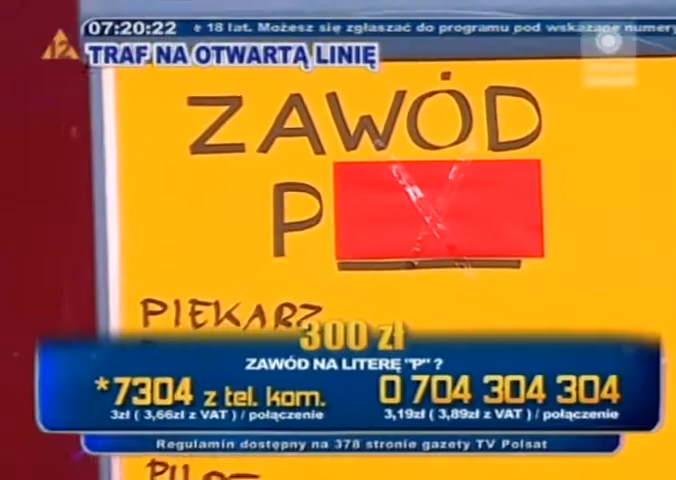 07:20:22 e 18 lat. Możesz się zgłaszać do programu pod wskazane numery
12
TRAF NA OTWARTĄ LINIĘ
ZAWÓD
P
PIEKARZ
300 zł
ZAWÓD NA LITERĘ "P" ?
*7304 z tel. kom. 0 704 304 304
3zł ( 3,66zł z VAT ) / połączenie 3,19zł ( 3,89zł z VAT ) / połączenie
Regulamin dostępny na 378 stronie gazety TV Polsat